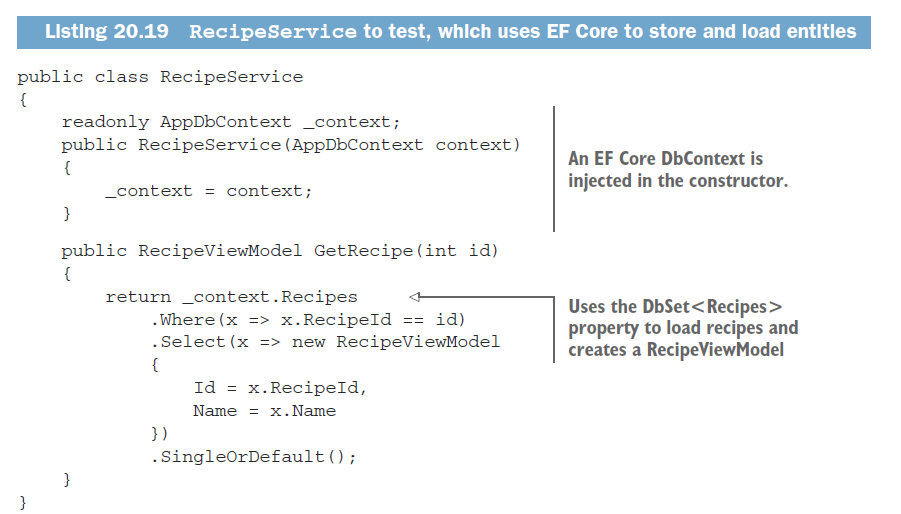 Listing 20.19 RecipeService to test, which uses EF Core to store and load entities
public class RecipeService
{
readonly AppDbContext _context;
public RecipeService(AppDbContext context)
{
_context = context;
}
An EF Core DbContext is
injected in the constructor.
public RecipeViewModel GetRecipe(int id)
{
return _context.Recipes
.Where(x => x.RecipeId == id)
.Select(x => new RecipeViewModel
{
Id = x.RecipeId,
Name = x.Name
})
.SingleOrDefault();
}
}
Uses the DbSet<Recipes>
property to load recipes and
creates a RecipeViewModel